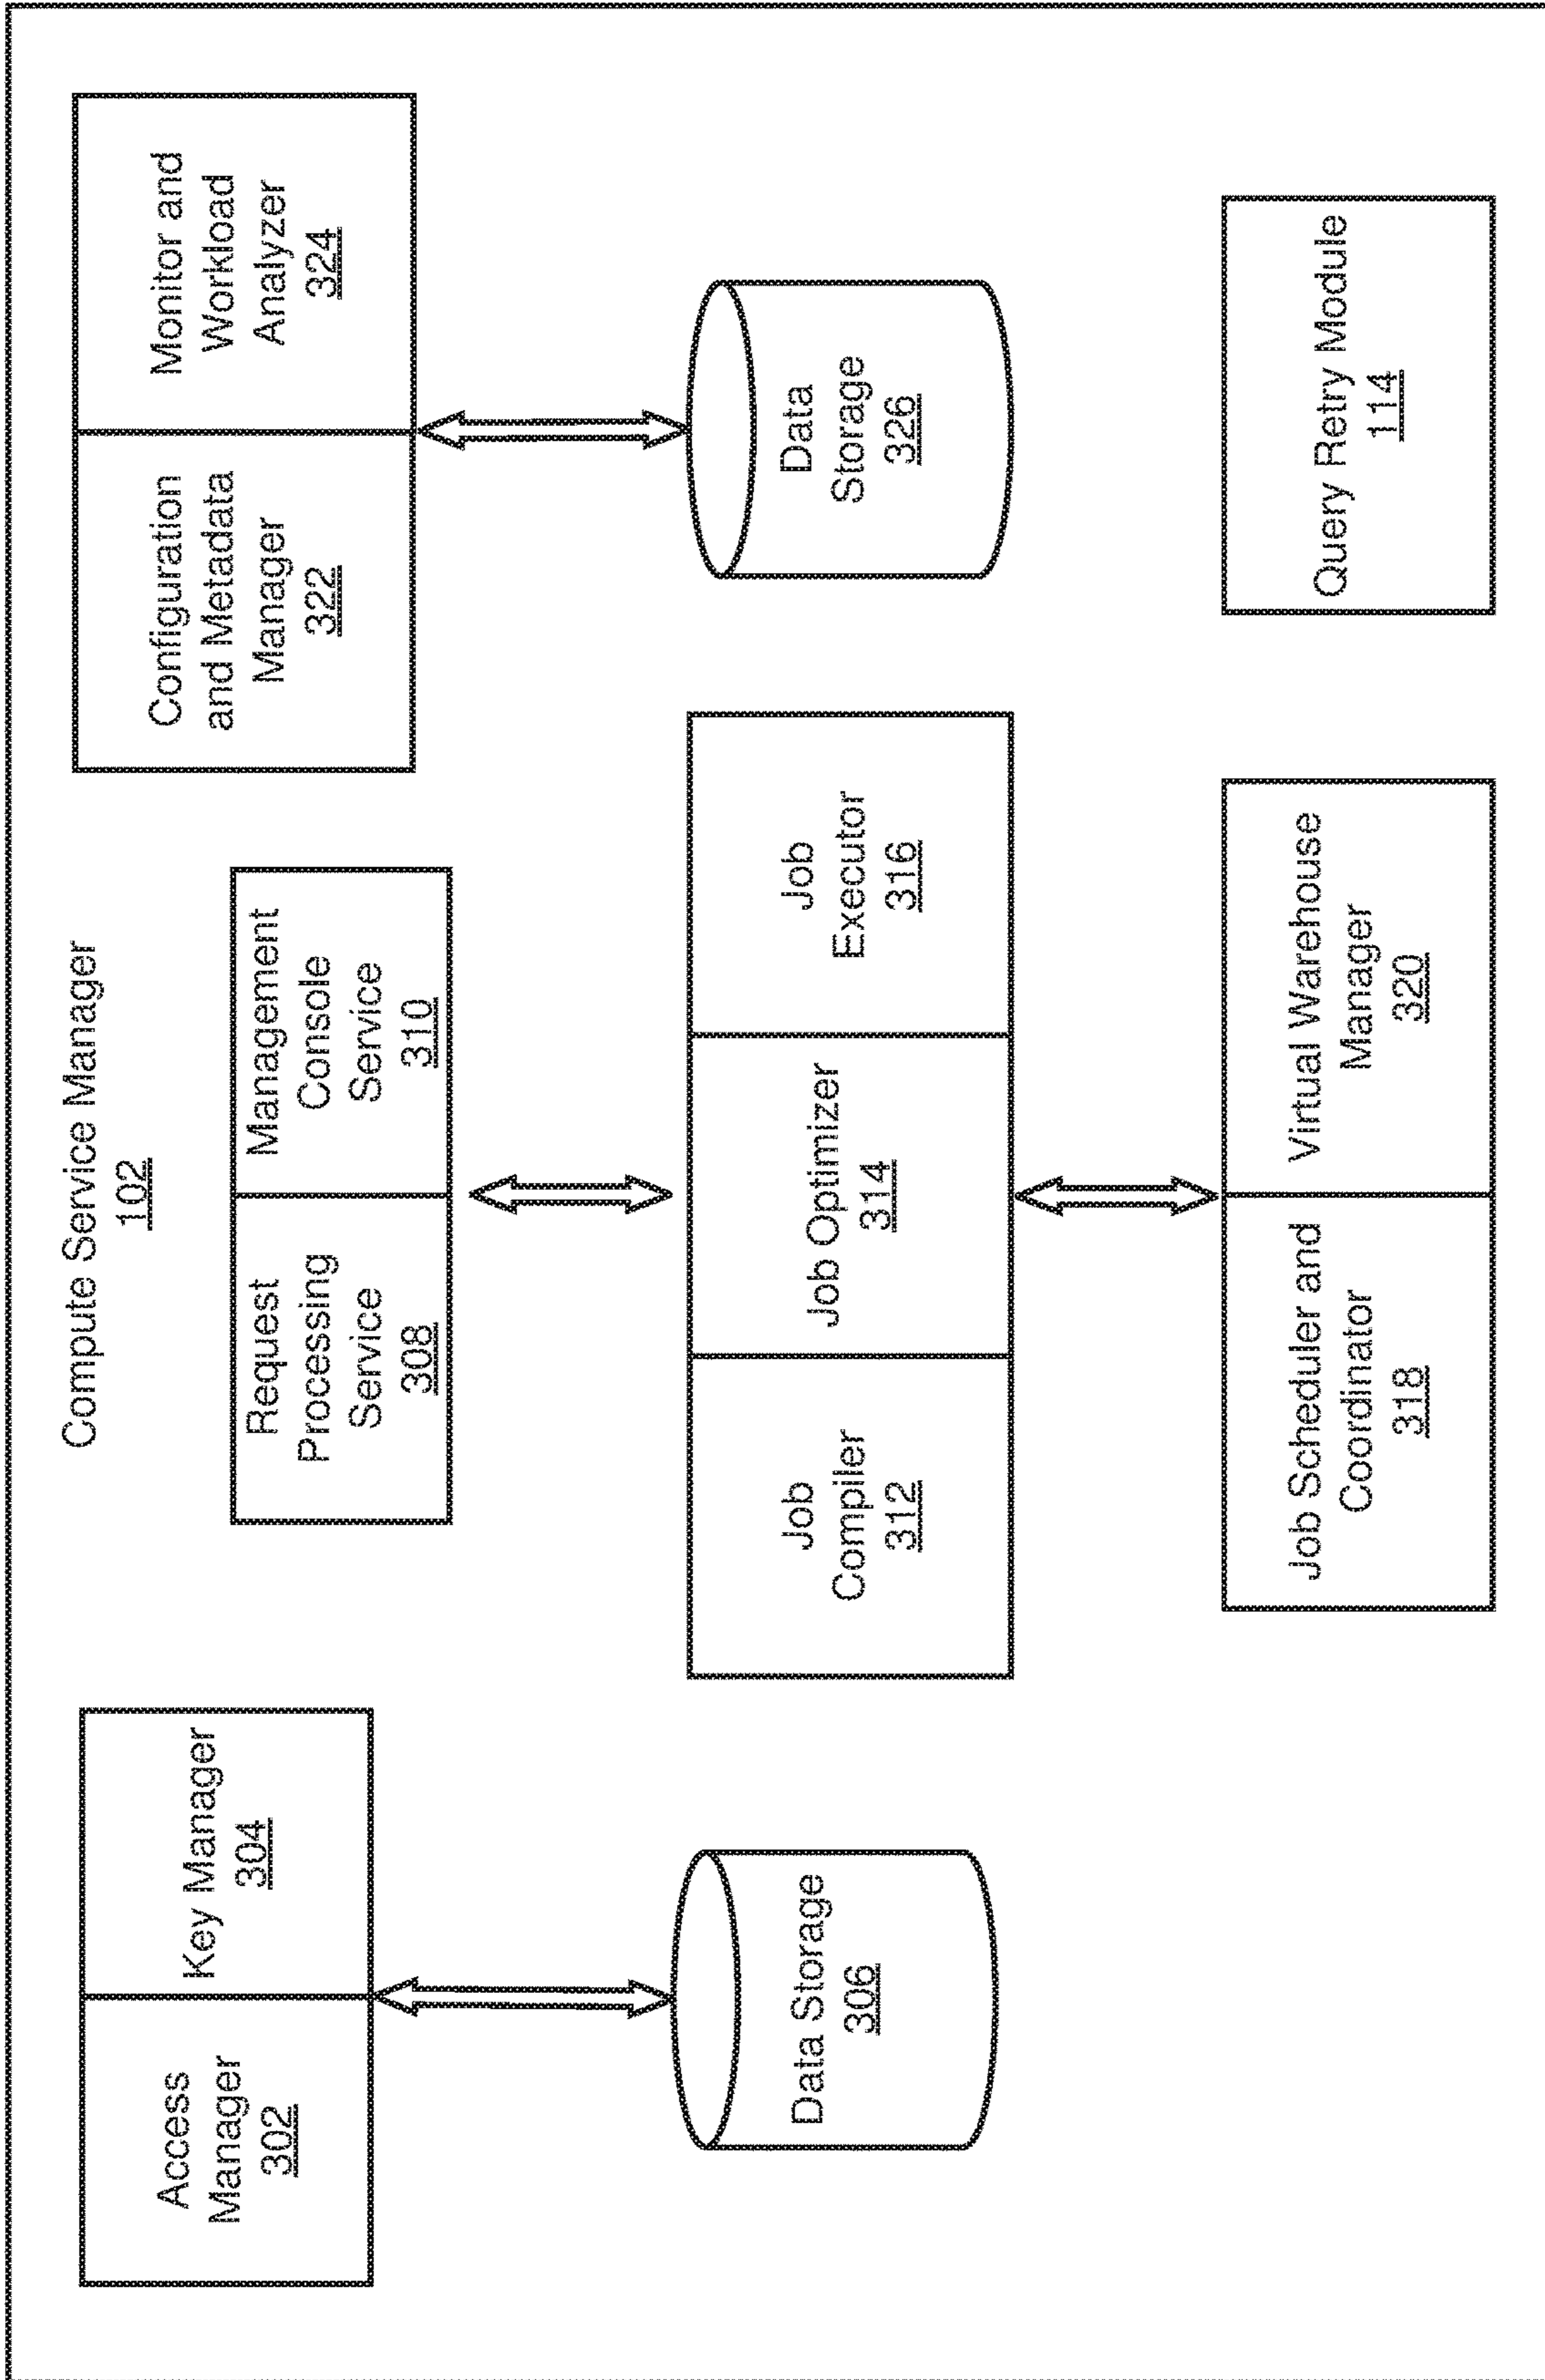 Compute Service Manager
102
Access
Manager
302
Key Manager
304
Request
Processing
Service
308
Management
Console
Service
310
Configuration
and Metadata
Manager
322
Monitor and
Workload
Analyzer
324
Data Storage
306
Job
Compiler
312
Job Optimizer
314
Job
Executor
316
Data
Storage
326
Job Scheduler and
Coordinator
318
Virtual Warehouse
Manager
320
Query Retry Module
114